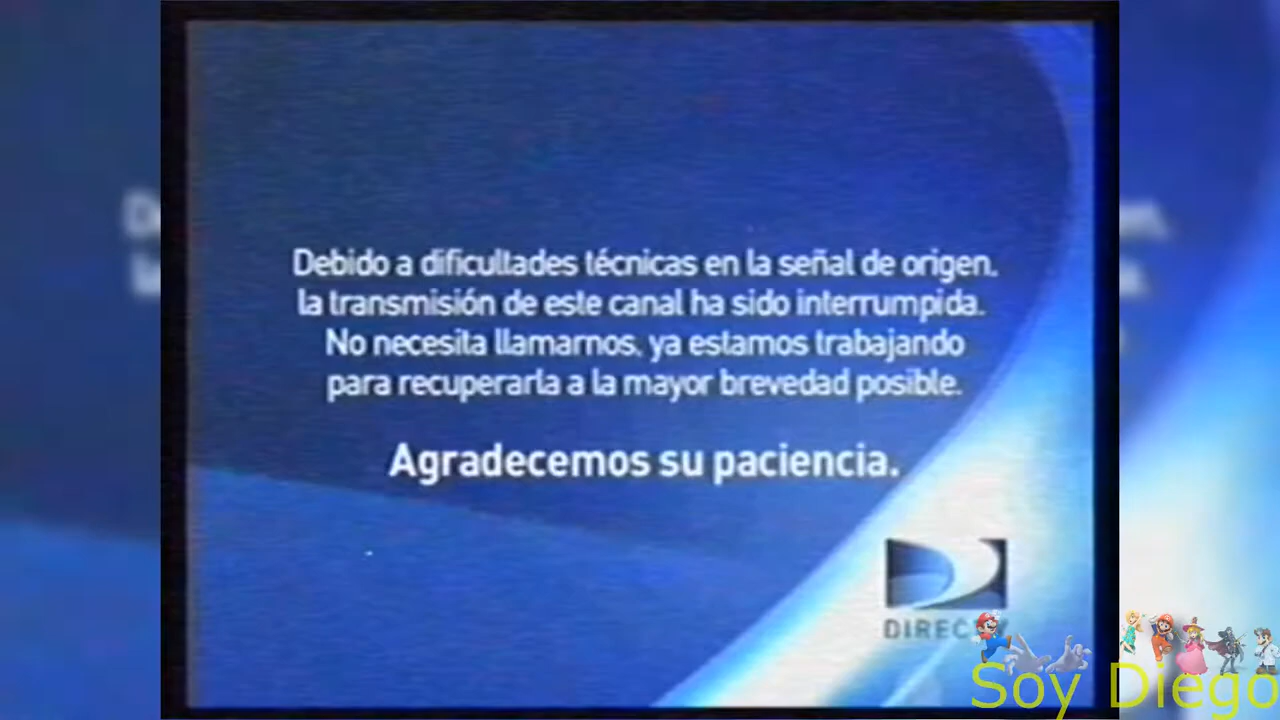 Debido a dificultades técnicas en la señal de origen,
la transmisión de este canal ha sido interrumpida.
No necesita llamarnos, ya estamos trabajando
para recuperarla a la mayor brevedad posible.
Agradecemos su paciencia.
DIREC
Soy Diego